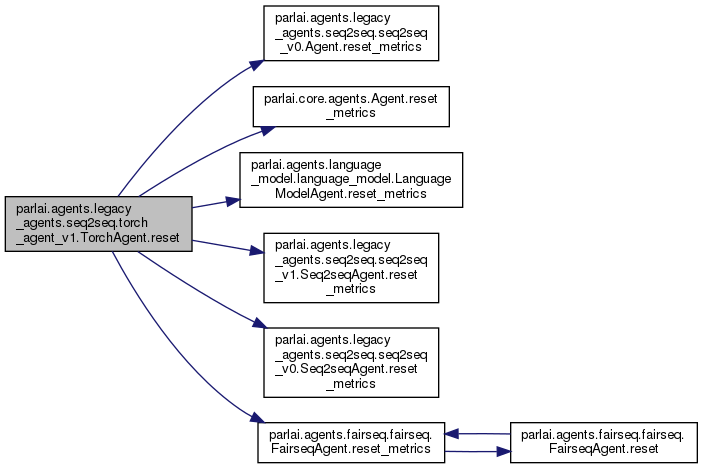 parlai.agents.legacy
_agents.seq2seq.seq2seq
_v0.Agent.reset_metrics
parlai.core.agents.Agent.reset
_metrics
parlai.agents.language
_model.language_model.Language
ModelAgent.reset_metrics
parlai.agents.legacy
_agents.seq2seq.torch
_agent_v1.TorchAgent.reset
parlai.agents.legacy
_agents.seq2seq.seq2seq
_v1.Seq2seqAgent.reset
_metrics
parlai.agents.legacy
_agents.seq2seq.seq2seq
_v0.Seq2seqAgent.reset
_metrics
parlai.agents.fairseq.fairseq.
FairseqAgent.reset_metrics
parlai.agents.fairseq.fairseq.
FairseqAgent.reset